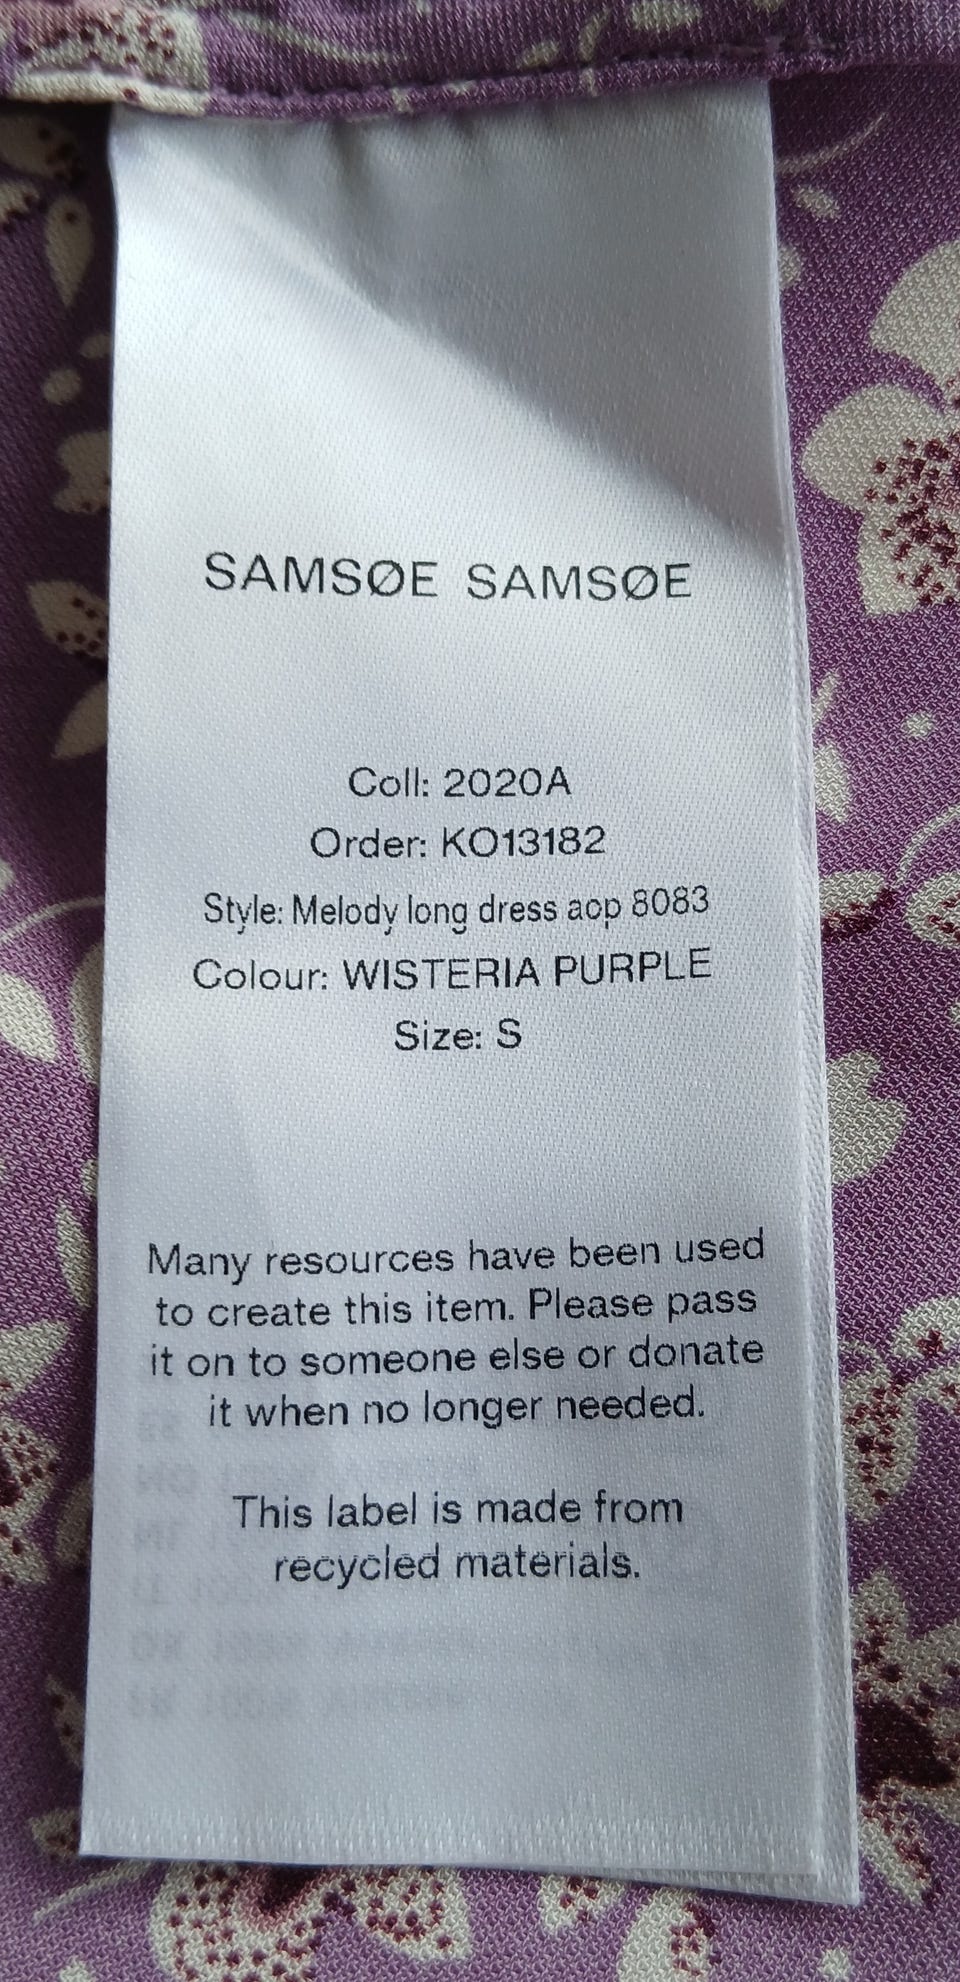 SAMSØE SAMSØE
Coll: 2020A
Order: KO13182
Style: Melody long dress aop 8083
Colour: WISTERIA PURPLE
Size: S
Many resources have been used
to create this item. Please pass
it on to someone else or donate
it when no longer needed.
This label is made from
recycled materials.